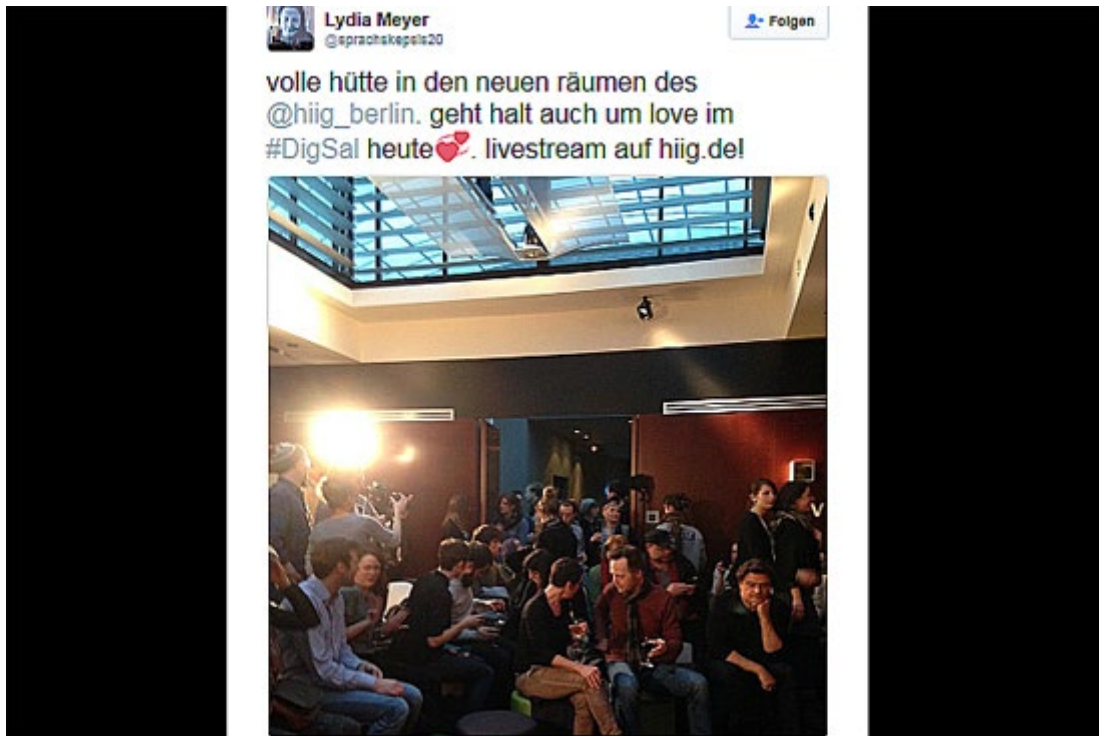 Lydia Meyer
@sprachskepsis20
Folgen
volle hütte in den neuen räumen des
@hiig_berlin. geht halt auch um love im
#DigSal heute💞. livestream auf hiig.de!